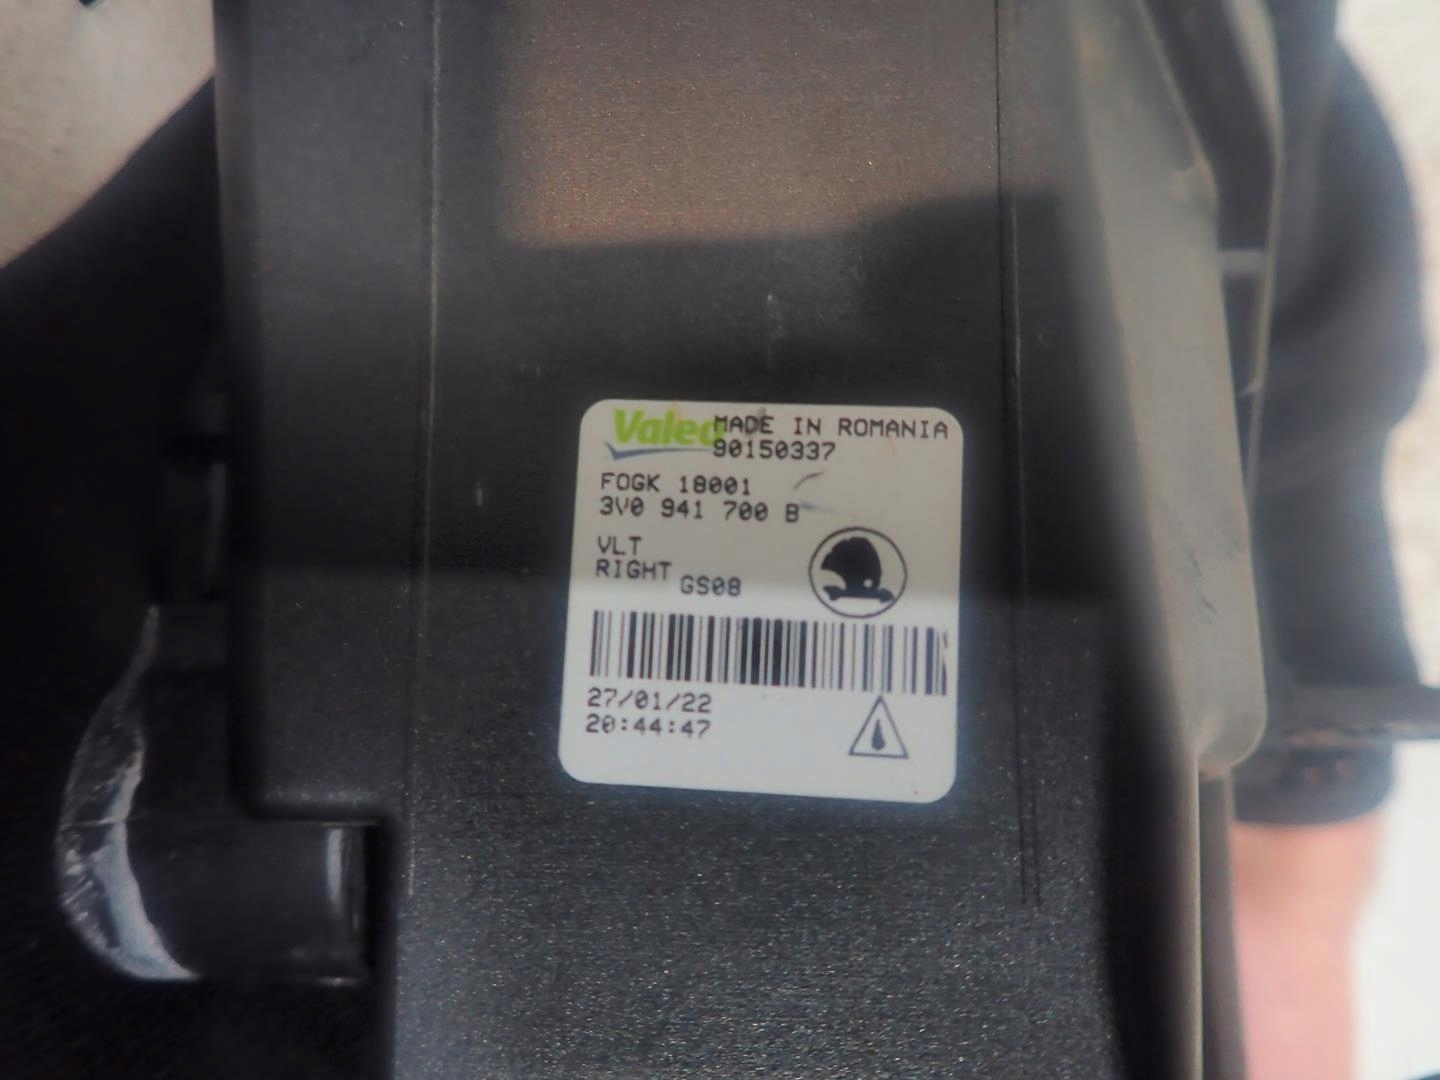 Valeo MADE IN ROMANIA
90150337
FOGK 18001
3V0 941 700 B
VLT
RIGHT GS08
27/01/22
20:44:47